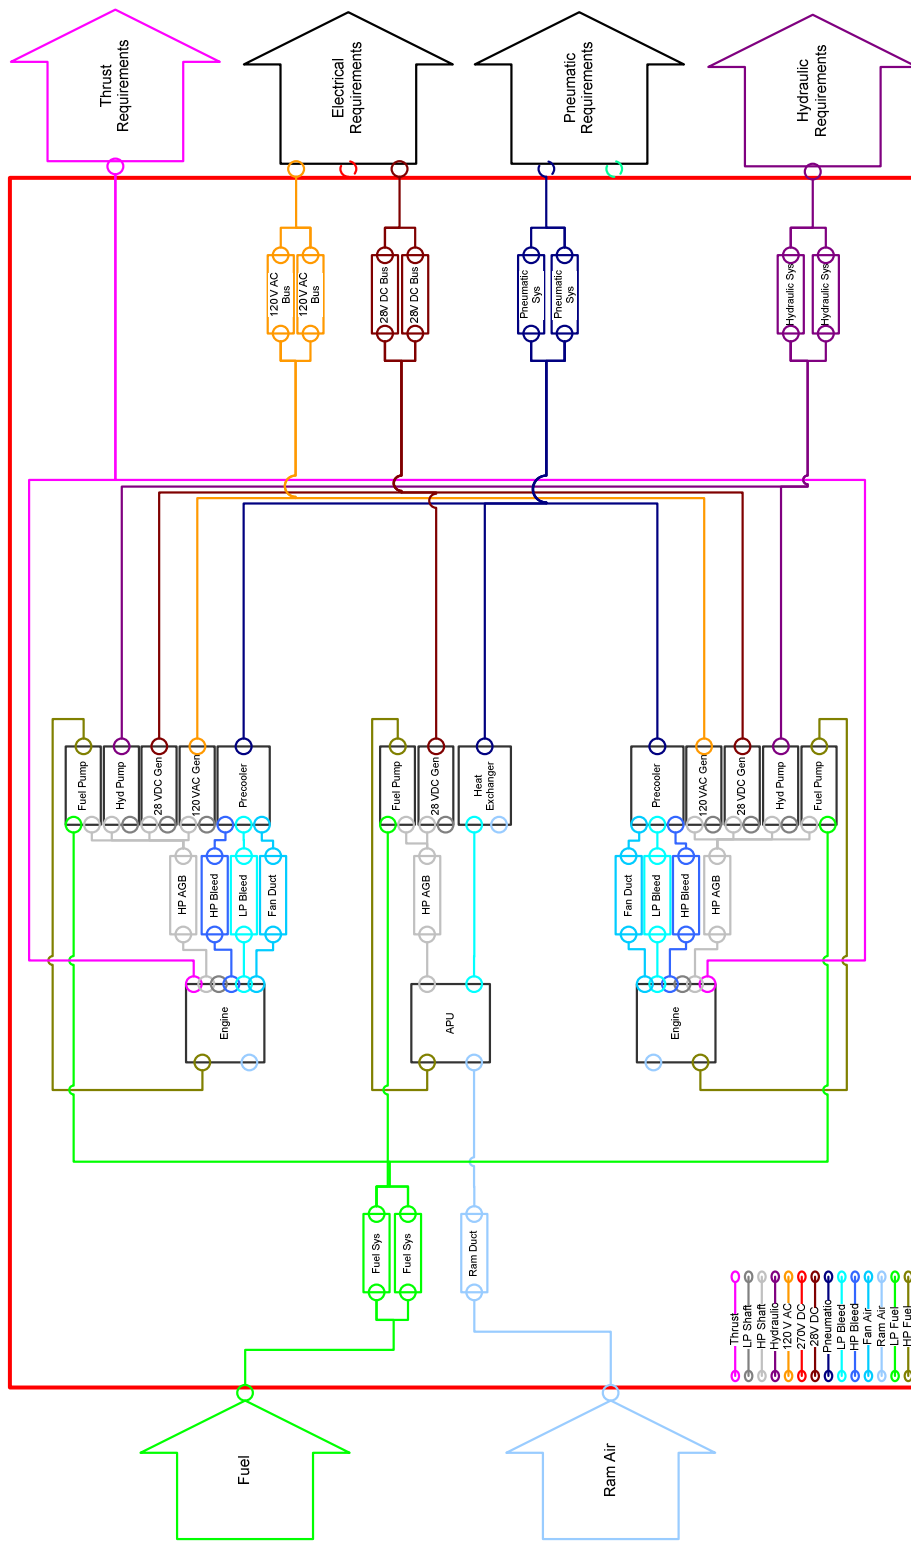 Thrust
Requirements
Electrical
Requirements
Pneumatic
Requirements
Hydraulic
Requirements
120 V AC
Bus
120 V AC
Bus
28V DC Bus
28V DC Bus
Pneumatic
Sys
Pneumatic
Sys
Hydraulic Sys
Hydraulic Sys
Fuel Pump
Hyd Pump
28 VDC Gen
120 VAC Gen
Precooler
Fuel Pump
28 VDC Gen
Heat
Exchanger
Precooler
120 VAC Gen
28 VDC Gen
Hyd Pump
Fuel Pump
HP AGB
HP Bleed
LP Bleed
Fan Duct
HP AGB
Fan Duct
LP Bleed
HP Bleed
HP AGB
Engine
APU
Engine
Fuel Sys
Fuel Sys
Ram Duct
Thrust
LP Shaft
HP Shaft
Hydraulic
120 V AC
270V DC
28V DC
Pneumatic
LP Bleed
HP Bleed
Fan Air
Ram Air
LP Fuel
HP Fuel
Fuel
Ram Air